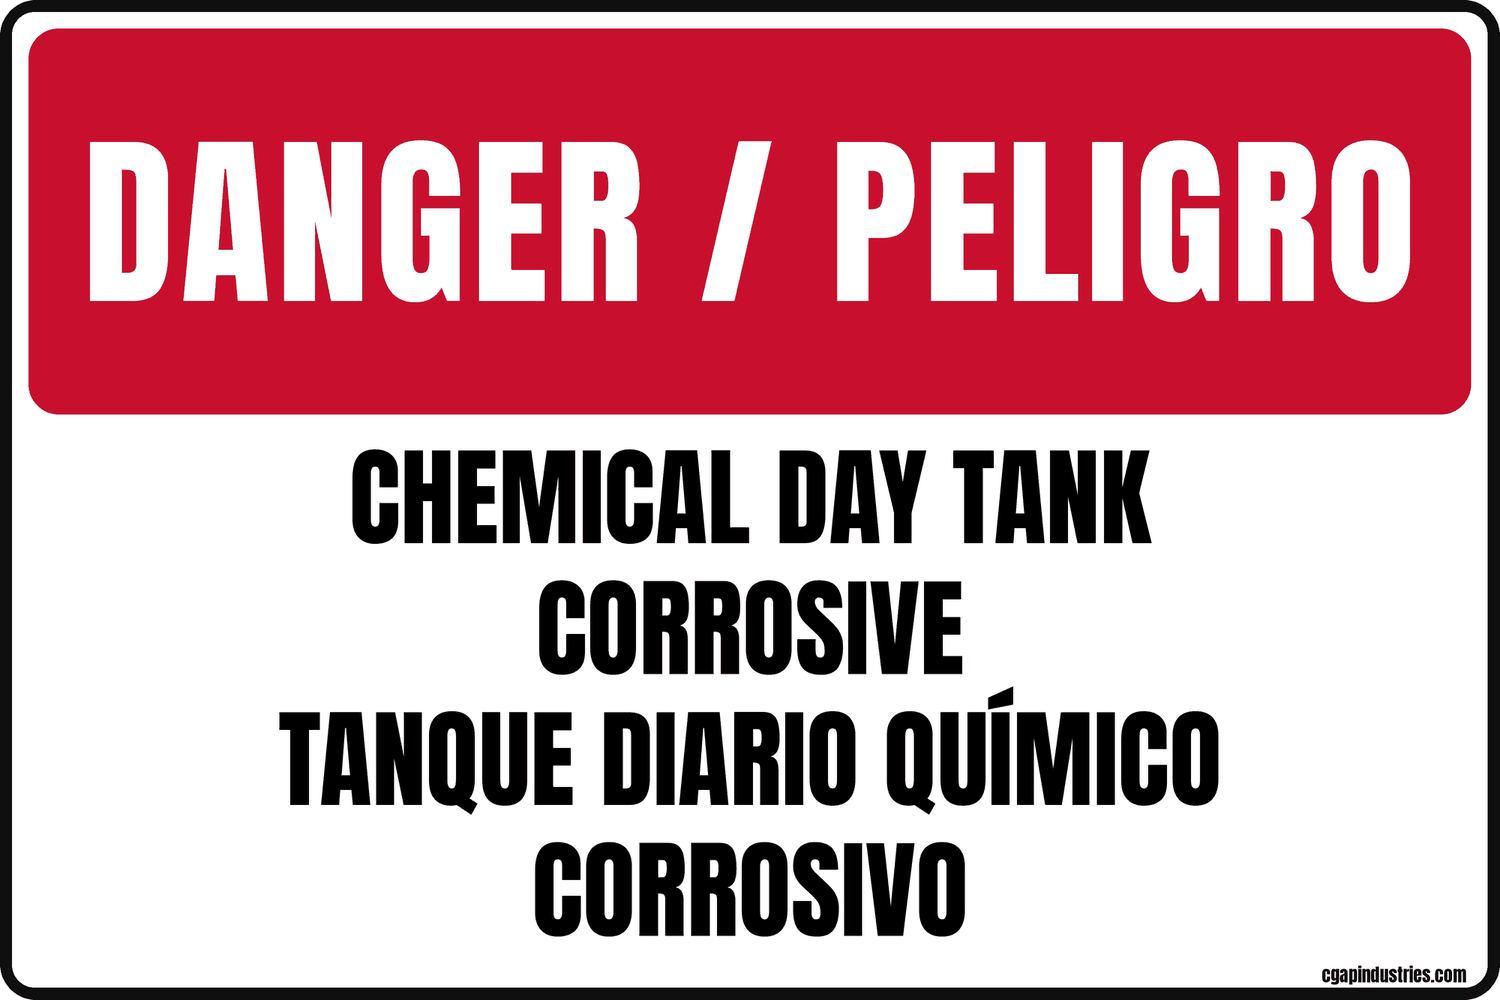 DANGER / PELIGRO
CHEMICAL DAY TANK
CORROSIVE
TANQUE DIARIO QUÍMICO
CORROSIVO
cgapindustries.com